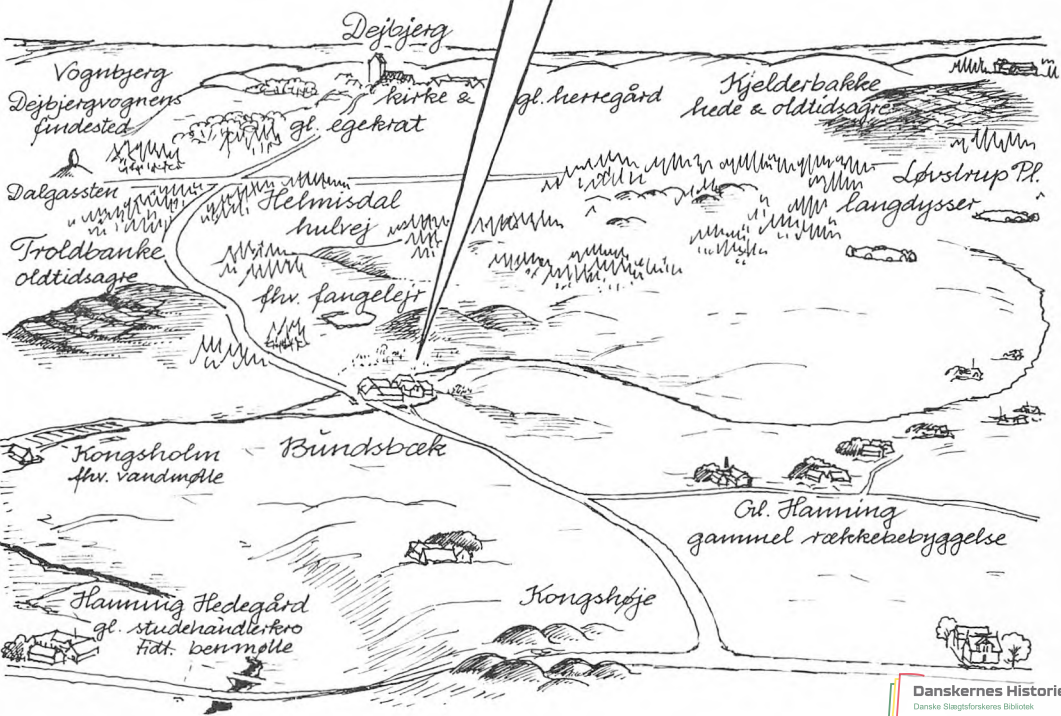 Dejbjerg
kirke & gl. herregård
Vognbjerg
Dejbjergvognens
findested
gl. egekrat
Kjelderbakke
hede & oldtidsagre
Dalgassten
Helmisdal
hulvej
Løvstrup Pl.
langdysser
Troldbanke
oldtidsagre
fhv. fangelejr
Kongsholm
fhv. vandmølle
Bundsbæk
Gl. Hanning
gammel rækkebebyggelse
Hanning Hedegård
gl. studehandlerkro
tidl. benmølle
Kongshøje
Danskernes Historie
Danske Slægtsforskeres Bibliotek